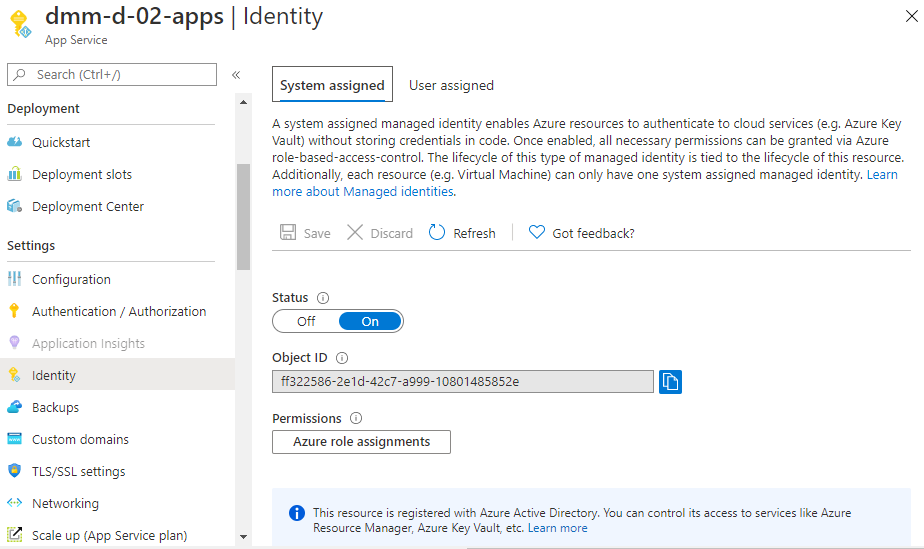 dmm-d-02-apps | Identity
App Service
Search (Ctrl+/)
«
Deployment
Quickstart
Deployment slots
Deployment Center
Settings
Configuration
Authentication / Authorization
Application Insights
Identity
Backups
Custom domains
TLS/SSL settings
Networking
Scale up (App Service plan)
System assigned
User assigned
A system assigned managed identity enables Azure resources to authenticate to cloud services (e.g. Azure Key
Vault) without storing credentials in code. Once enabled, all necessary permissions can be granted via Azure
role-based-access-control. The lifecycle of this type of managed identity is tied to the lifecycle of this resource.
Additionally, each resource (e.g. Virtual Machine) can only have one system assigned managed identity. Learn
more about Managed identities.
Save Discard Refresh Got feedback?
Status
Off On
Object ID
ff322586-2e1d-42c7-a999-10801485852e
Permissions
Azure role assignments
This resource is registered with Azure Active Directory. You can control its access to services like Azure
Resource Manager, Azure Key Vault, etc. Learn more